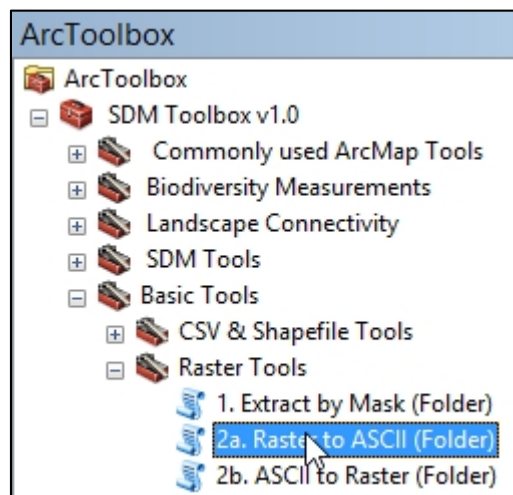 ArcToolbox
ArcToolbox
SDM Toolbox v1.0
Commonly used ArcMap Tools
Biodiversity Measurements
Landscape Connectivity
SDM Tools
Basic Tools
CSV & Shapefile Tools
Raster Tools
1. Extract by Mask (Folder)
2a. Raster to ASCII (Folder)
2b. ASCII to Raster (Folder)